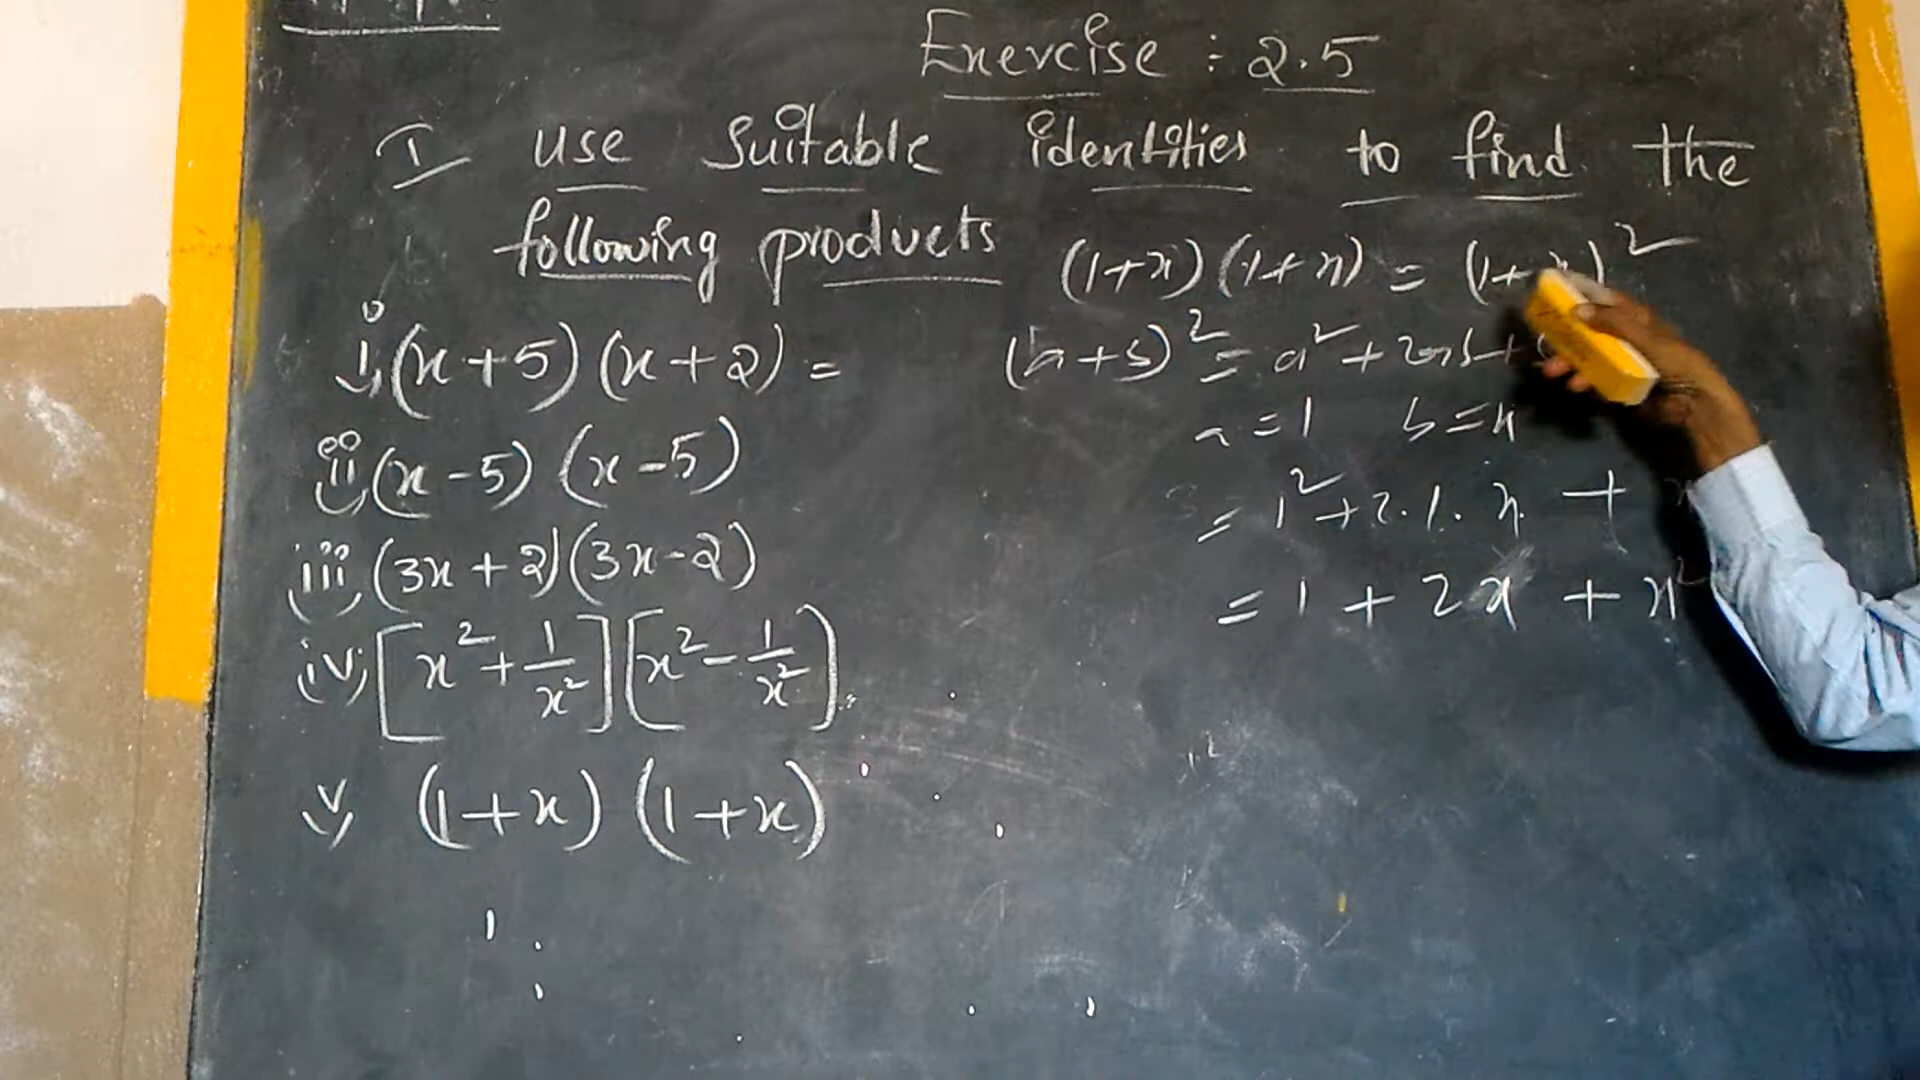 Exercise : 2.5
I use suitable identities to find the
following products
i) (x+5)(x+2) =
ii) (x-5)(x-5)
iii) (3x+2)(3x-2)
iv) [x²+1/x²][x²-1/x²)
v) (1+x)(1+x)
(1+x)(1+x) = (1+x)²
(a+b)² = a²+2ab+
a=1 b=x
= 1²+2.1.x +
= 1 + 2x + x²